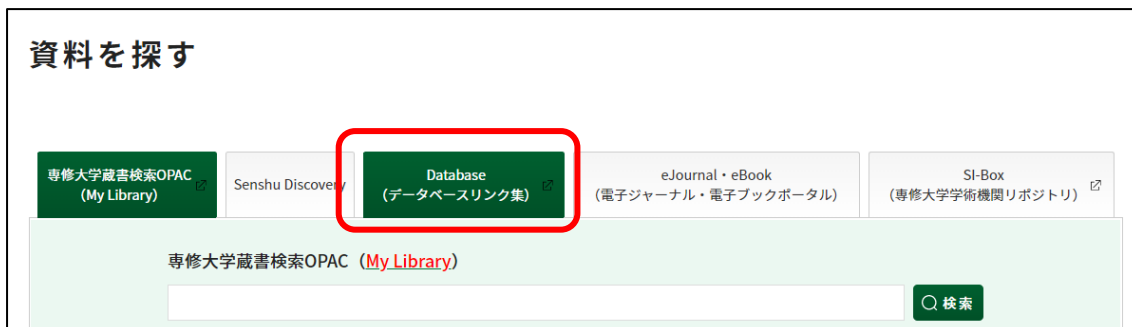 資料を探す
専修大学蔵書検索OPAC
（My Library）
Senshu Discovery
Database
（データベースリンク集）
eJournal・eBook
（電子ジャーナル・電子ブックポータル）
SI-Box
（専修大学学術機関リポジトリ）
専修大学蔵書検索OPAC（My Library）
検索